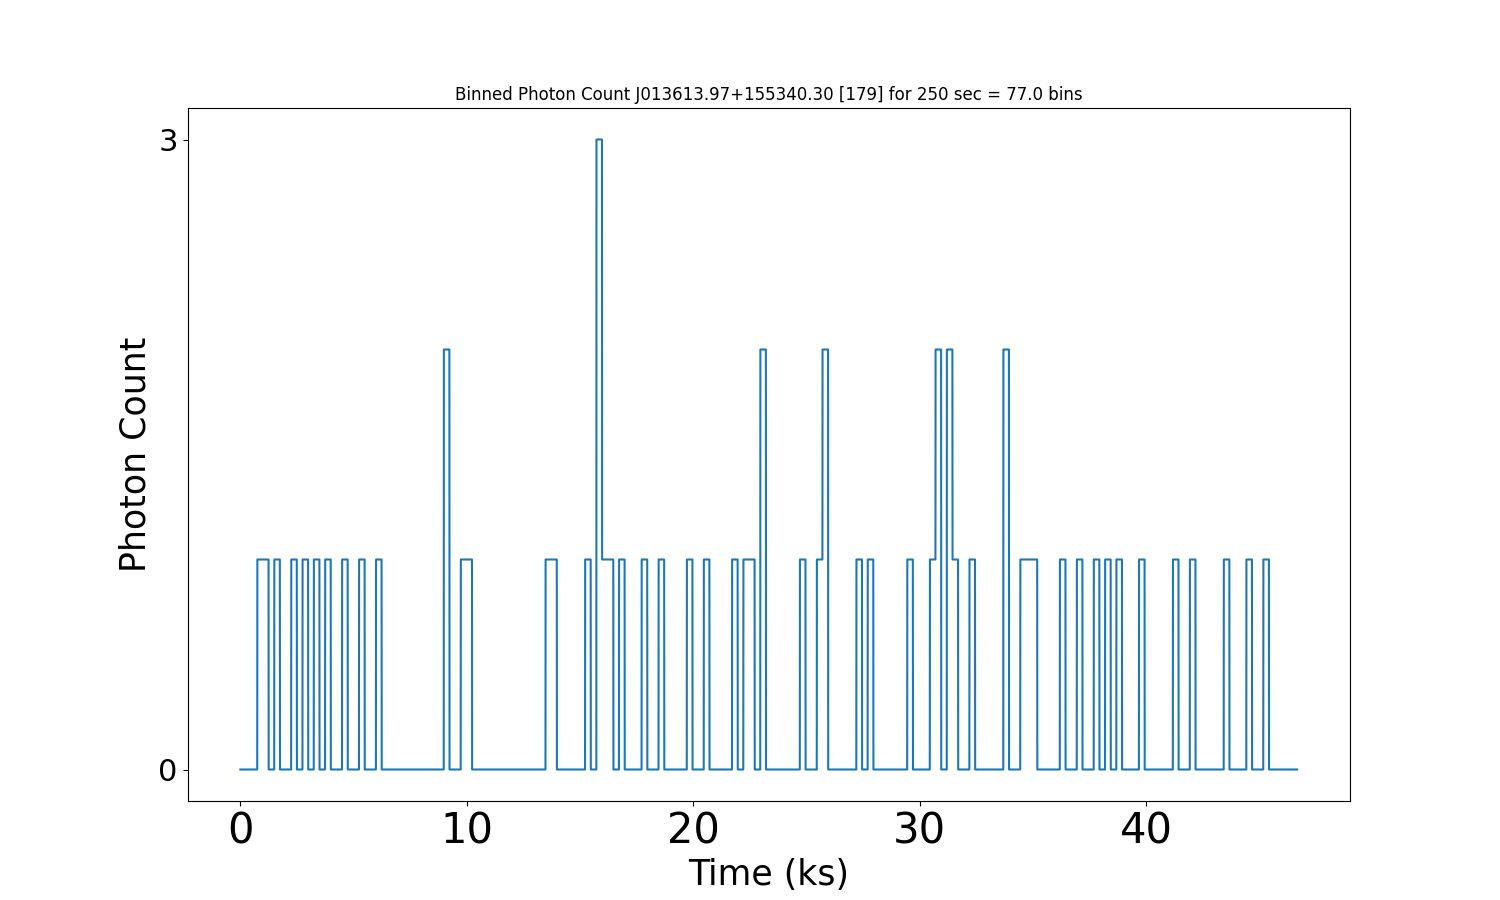 Binned Photon Count J013613.97+155340.30 [179] for 250 sec = 77.0 bins
3
Photon Count
0
0 10 20 30 40
Time (ks)